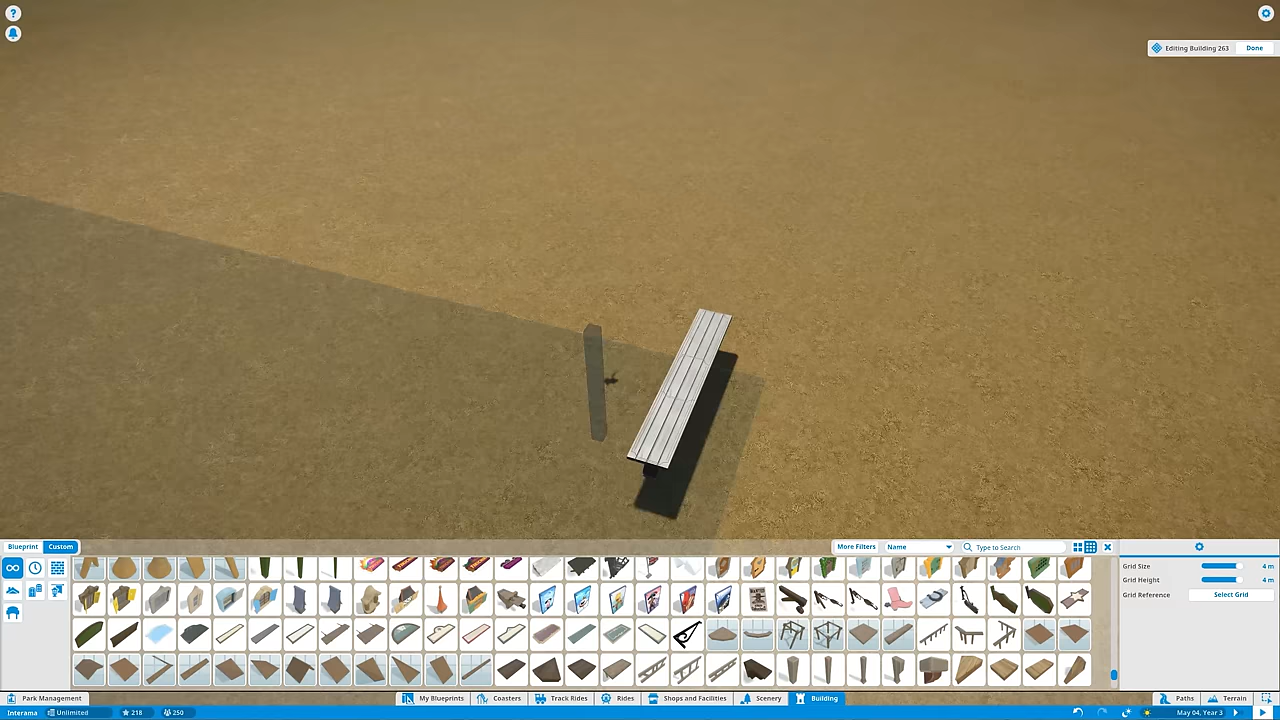 ?
Editing Building 263 Done
Blueprint Custom
More Filters Name Type to Search
Grid Size 4 m
Grid Height 4 m
Grid Reference Select Grid
WANTED
Park Management My Blueprints Coasters Track Rides Rides Shops and Facilities Scenery Building Paths Terrain
Interama Unlimited 218 250 May 04, Year 3